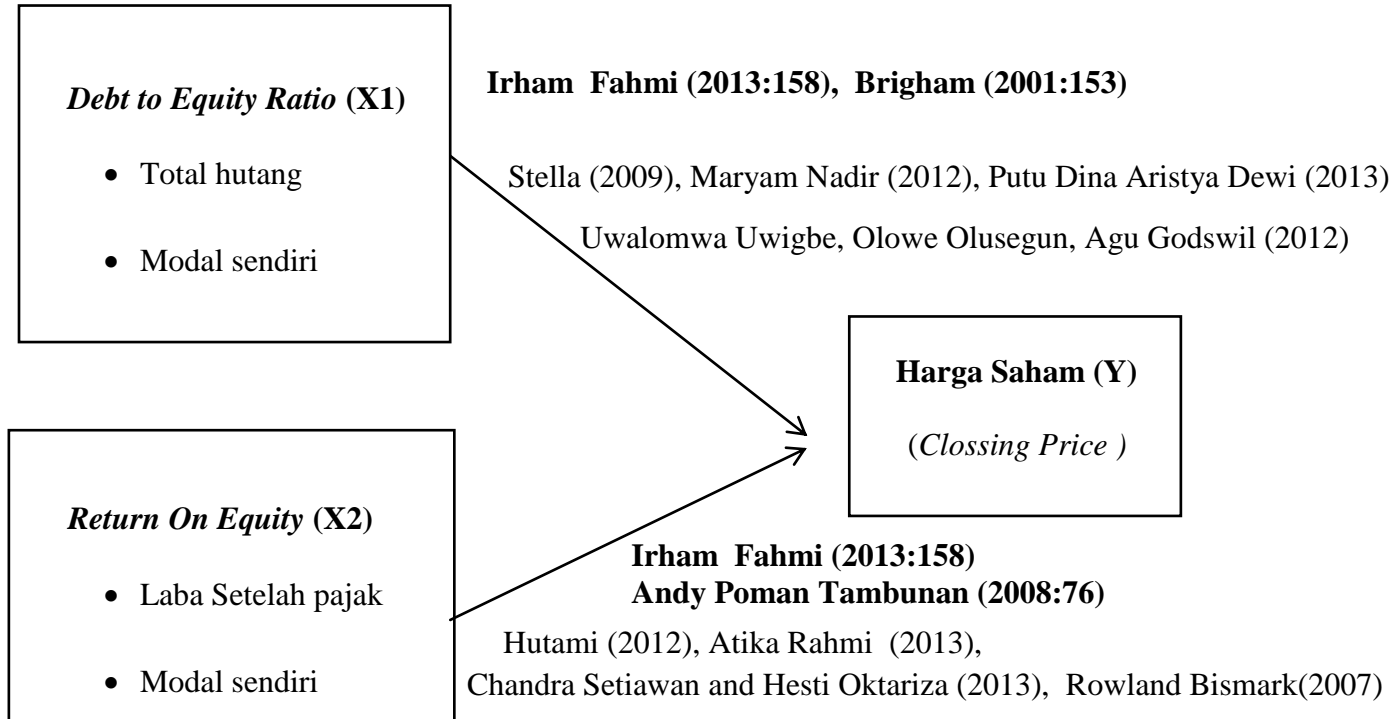 Debt to Equity Ratio (X1)
• Total hutang
• Modal sendiri
Irham Fahmi (2013:158), Brigham (2001:153)
Stella (2009), Maryam Nadir (2012), Putu Dina Aristya Dewi (2013)
Uwalomwa Uwigbe, Olowe Olusegun, Agu Godswil (2012)
Harga Saham (Y)
(Clossing Price )
Return On Equity (X2)
• Laba Setelah pajak
• Modal sendiri
Irham Fahmi (2013:158)
Andy Poman Tambunan (2008:76)
Hutami (2012), Atika Rahmi (2013),
Chandra Setiawan and Hesti Oktariza (2013), Rowland Bismark(2007)